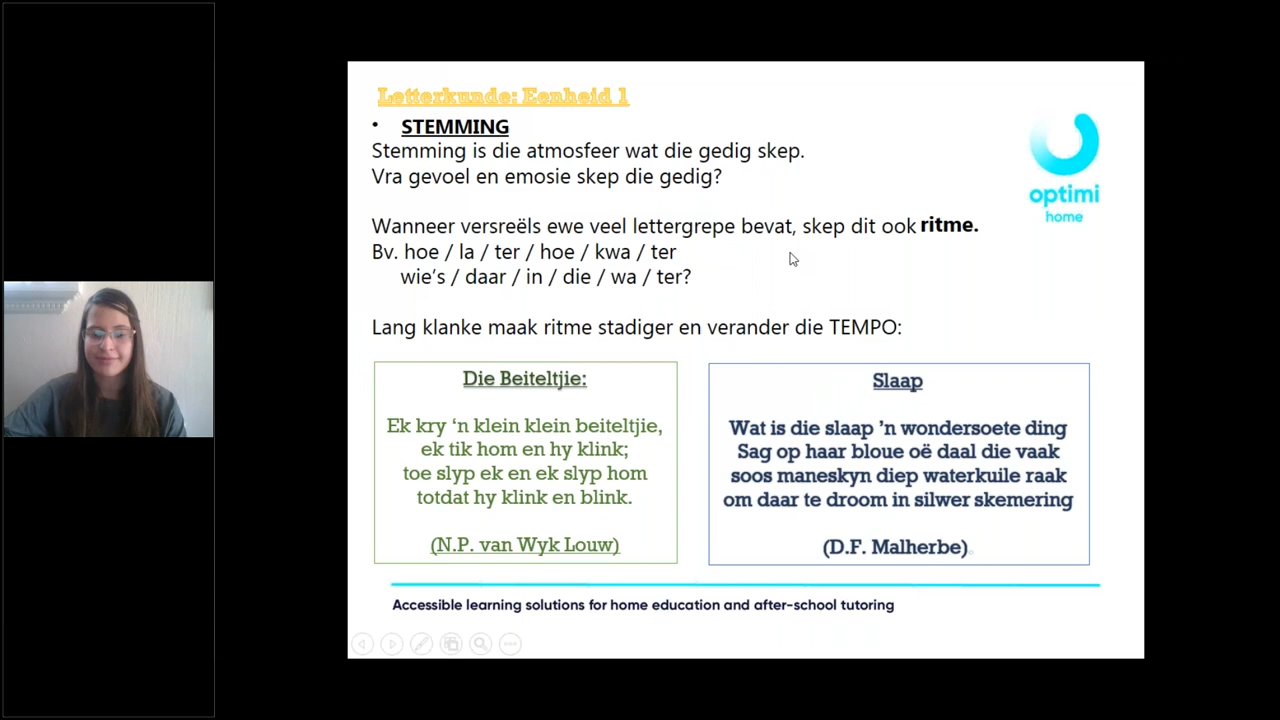 Letterkunde: Eenheid 1
• STEMMING
Stemming is die atmosfeer wat die gedig skep.
Vra gevoel en emosie skep die gedig?
Wanneer versreëls ewe veel lettergrepe bevat, skep dit ook ritme.
Bv. hoe / la / ter / hoe / kwa / ter
wie's / daar / in / die / wa / ter?
Lang klanke maak ritme stadiger en verander die TEMPO:
Die Beiteltjie:
Ek kry ‘n klein klein beiteltjie,
ek tik hom en hy klink;
toe slyp ek en ek slyp hom
totdat hy klink en blink.
(N.P. van Wyk Louw)
Slaap
Wat is die slaap ’n wondersoete ding
Sag op haar bloue oë daal die vaak
soos maneskyn diep waterkuile raak
om daar te droom in silwer skemering
(D.F. Malherbe)
optimi
home
Accessible learning solutions for home education and after-school tutoring